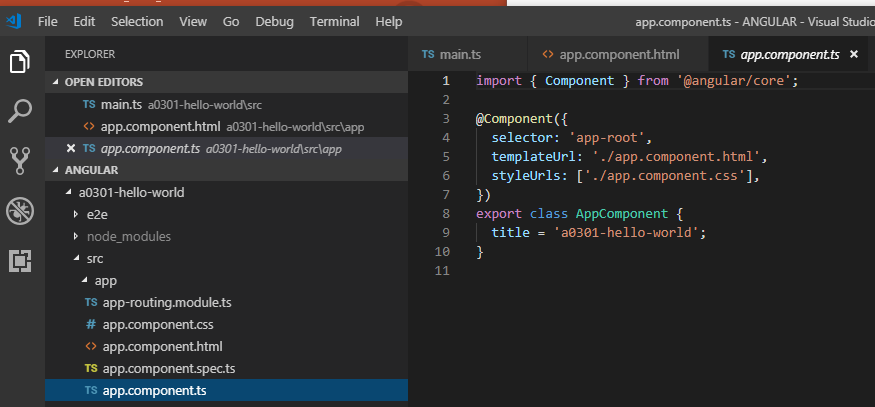 File Edit Selection View Go Debug Terminal Help app.component.ts - ANGULAR - Visual Studio
EXPLORER
OPEN EDITORS
TS main.ts a0301-hello-world\src
<> app.component.html a0301-hello-world\src\app
× TS app.component.ts a0301-hello-world\src\app
ANGULAR
a0301-hello-world
e2e
node_modules
src
app
TS app-routing.module.ts
# app.component.css
<> app.component.html
TS app.component.spec.ts
TS app.component.ts
TS main.ts <> app.component.html TS app.component.ts ×
1 import { Component } from '@angular/core';
2
3 @Component({
4   selector: 'app-root',
5   templateUrl: './app.component.html',
6   styleUrls: ['./app.component.css'],
7 })
8 export class AppComponent {
9   title = 'a0301-hello-world';
10 }
11